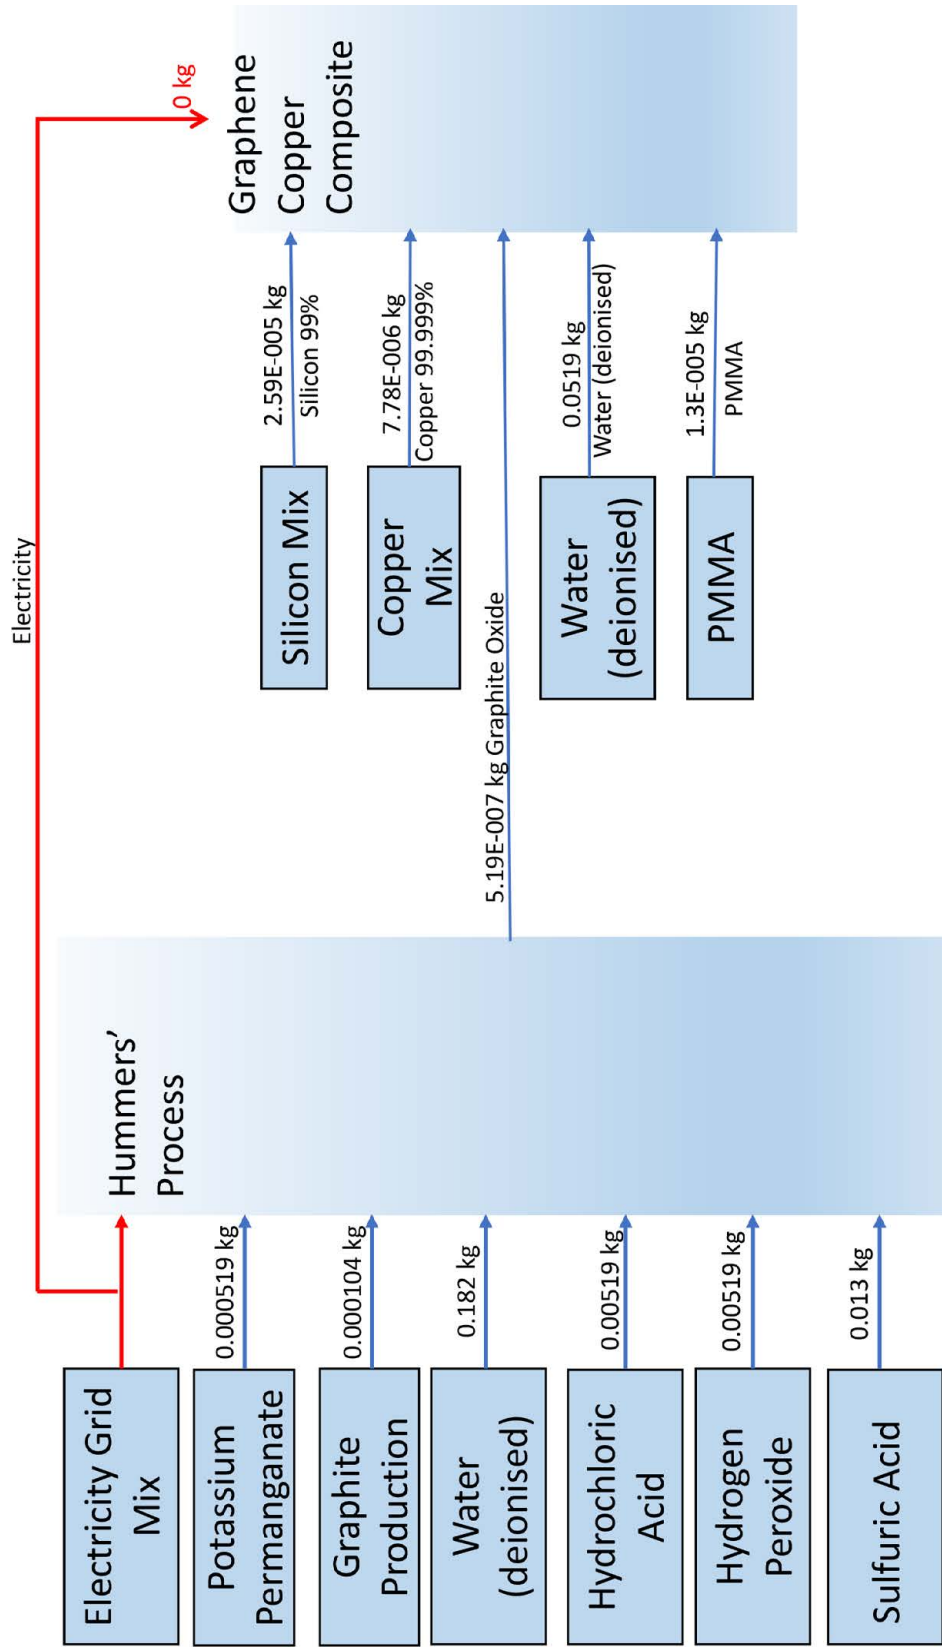 Electricity
0 kg
Electricity Grid
Mix
Potassium
Permanganate
0.000519 kg
Graphite
Production
0.000104 kg
Water
(deionised)
0.182 kg
Hydrochloric
Acid
0.00519 kg
Hydrogen
Peroxide
0.00519 kg
Sulfuric Acid
0.013 kg
Hummers'
Process
5.19E-007 kg Graphite Oxide
Silicon Mix
2.59E-005 kg
Silicon 99%
Copper
Mix
7.78E-006 kg
Copper 99.999%
Water
(deionised)
0.0519 kg
Water (deionised)
PMMA
1.3E-005 kg
PMMA
Graphene
Copper
Composite